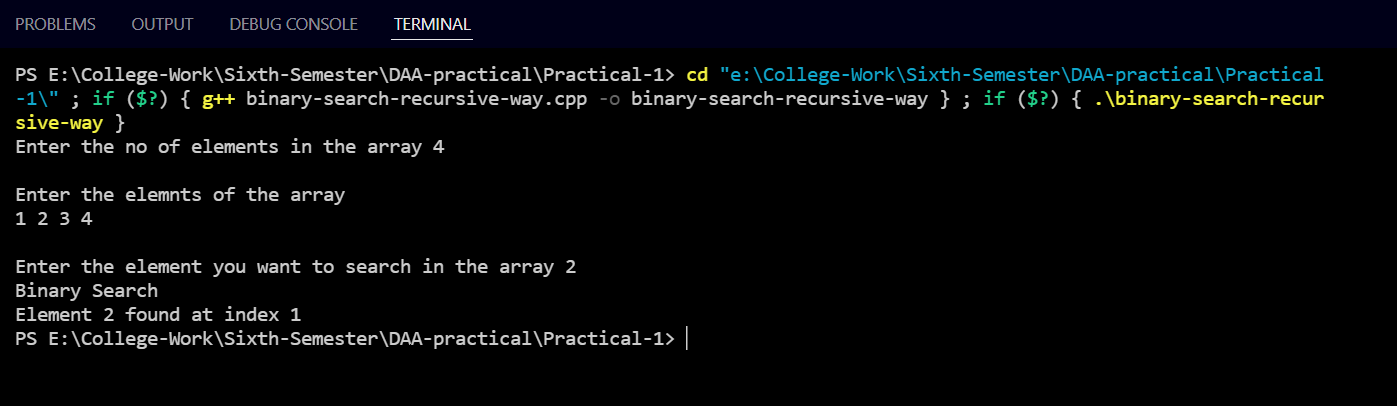 PROBLEMS OUTPUT DEBUG CONSOLE TERMINAL
PS E:\College-Work\Sixth-Semester\DAA-practical\Practical-1> cd "e:\College-Work\Sixth-Semester\DAA-practical\Practical
-1\" ; if ($?) { g++ binary-search-recursive-way.cpp -o binary-search-recursive-way } ; if ($?) { .\binary-search-recur
sive-way }
Enter the no of elements in the array 4
Enter the elemnts of the array
1 2 3 4
Enter the element you want to search in the array 2
Binary Search
Element 2 found at index 1
PS E:\College-Work\Sixth-Semester\DAA-practical\Practical-1>